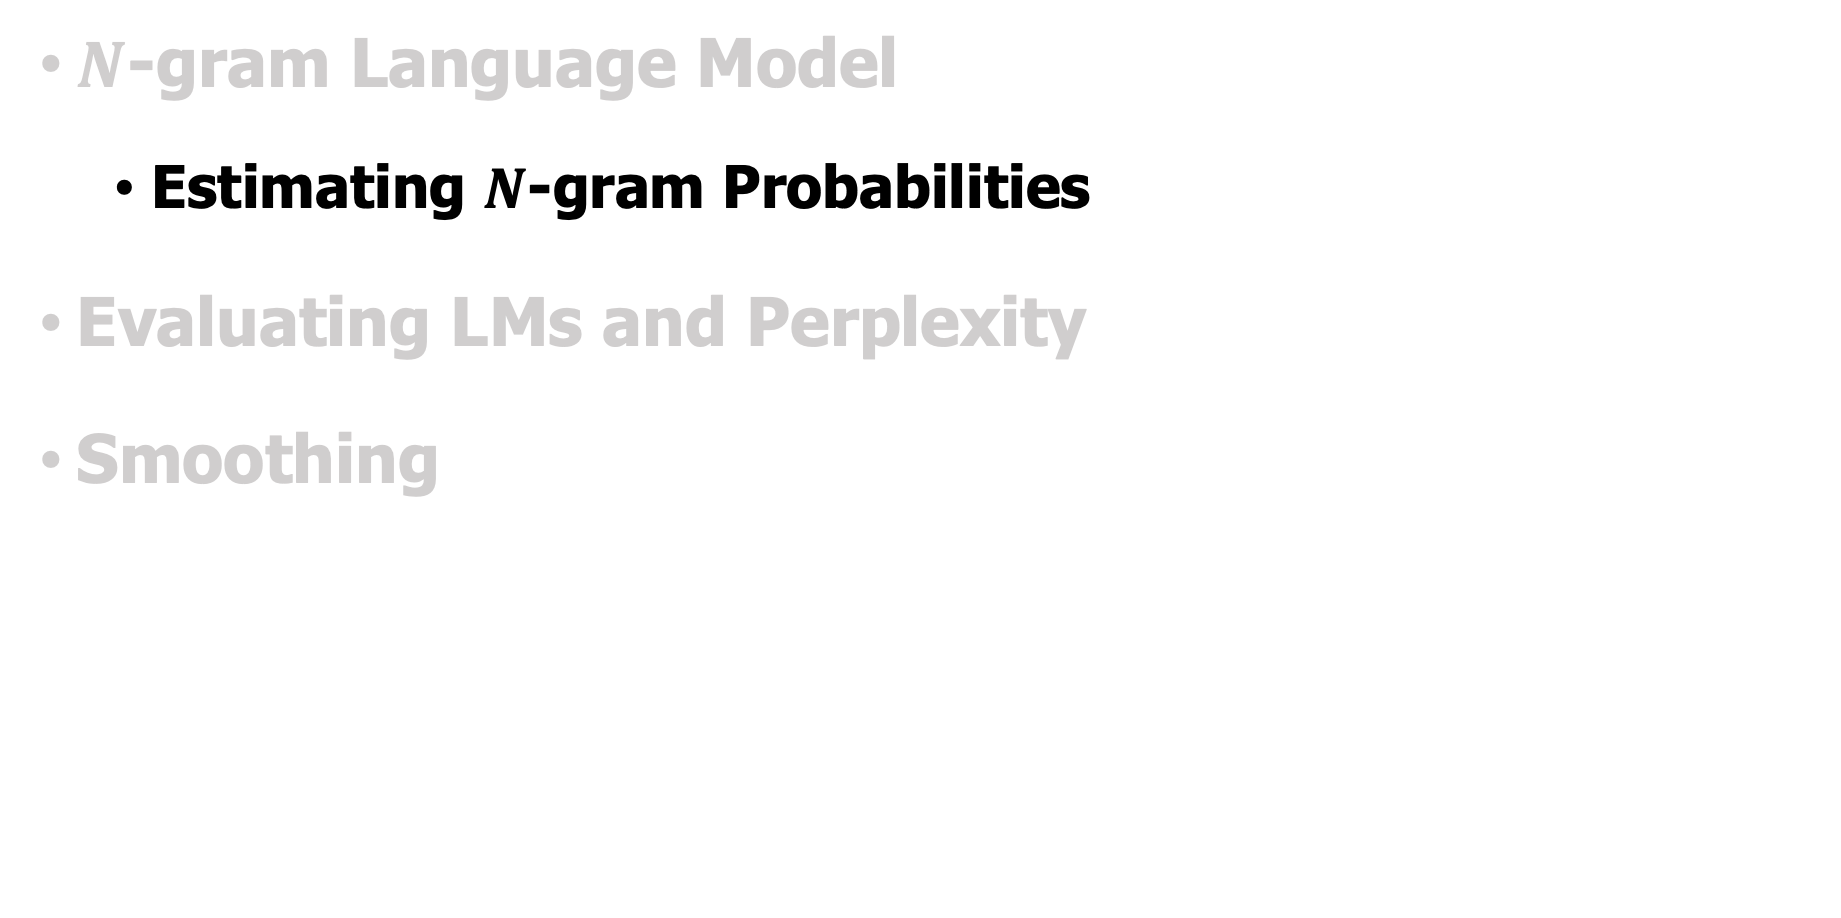 • N-gram Language Model
• Estimating N-gram Probabilities
• Evaluating LMs and Perplexity
• Smoothing